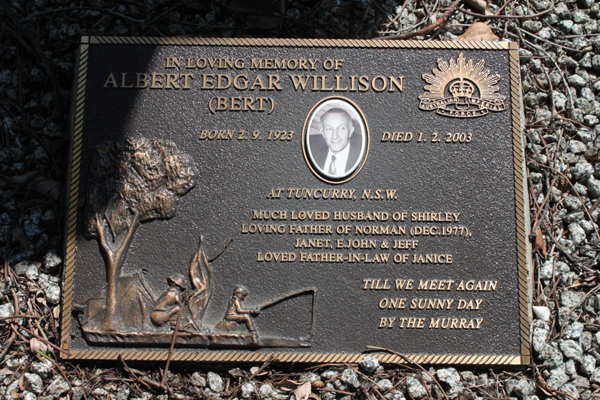 IN LOVING MEMORY OF
ALBERT EDGAR WILLISON
(BERT)
BORN 2. 9. 1923
DIED 1. 2. 2003
AT TUNCURRY, N.S.W.
MUCH LOVED HUSBAND OF SHIRLEY
LOVING FATHER OF NORMAN (DEC.1977),
JANET, E.JOHN & JEFF
LOVED FATHER-IN-LAW OF JANICE
TILL WE MEET AGAIN
ONE SUNNY DAY
BY THE MURRAY